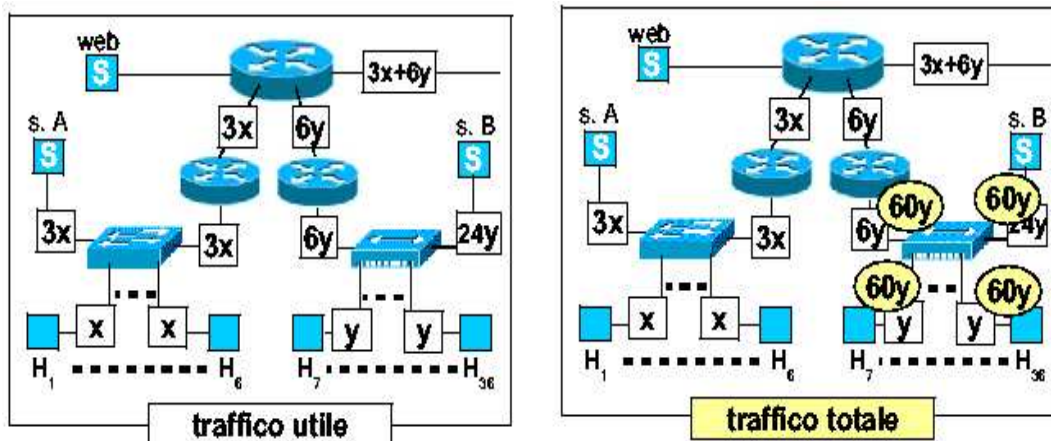 web
S
3x+6y
s. A
S
3x
6y
s. B
S
3x
3x
6y
24y
x
x
y
y
H1
H6
H7
H36
traffico utile
web
S
3x+6y
s. A
S
3x
6y
s. B
S
3x
3x
6y
60y
60y
24y
60y
60y
x
x
y
y
H1
H6
H7
H36
traffico totale